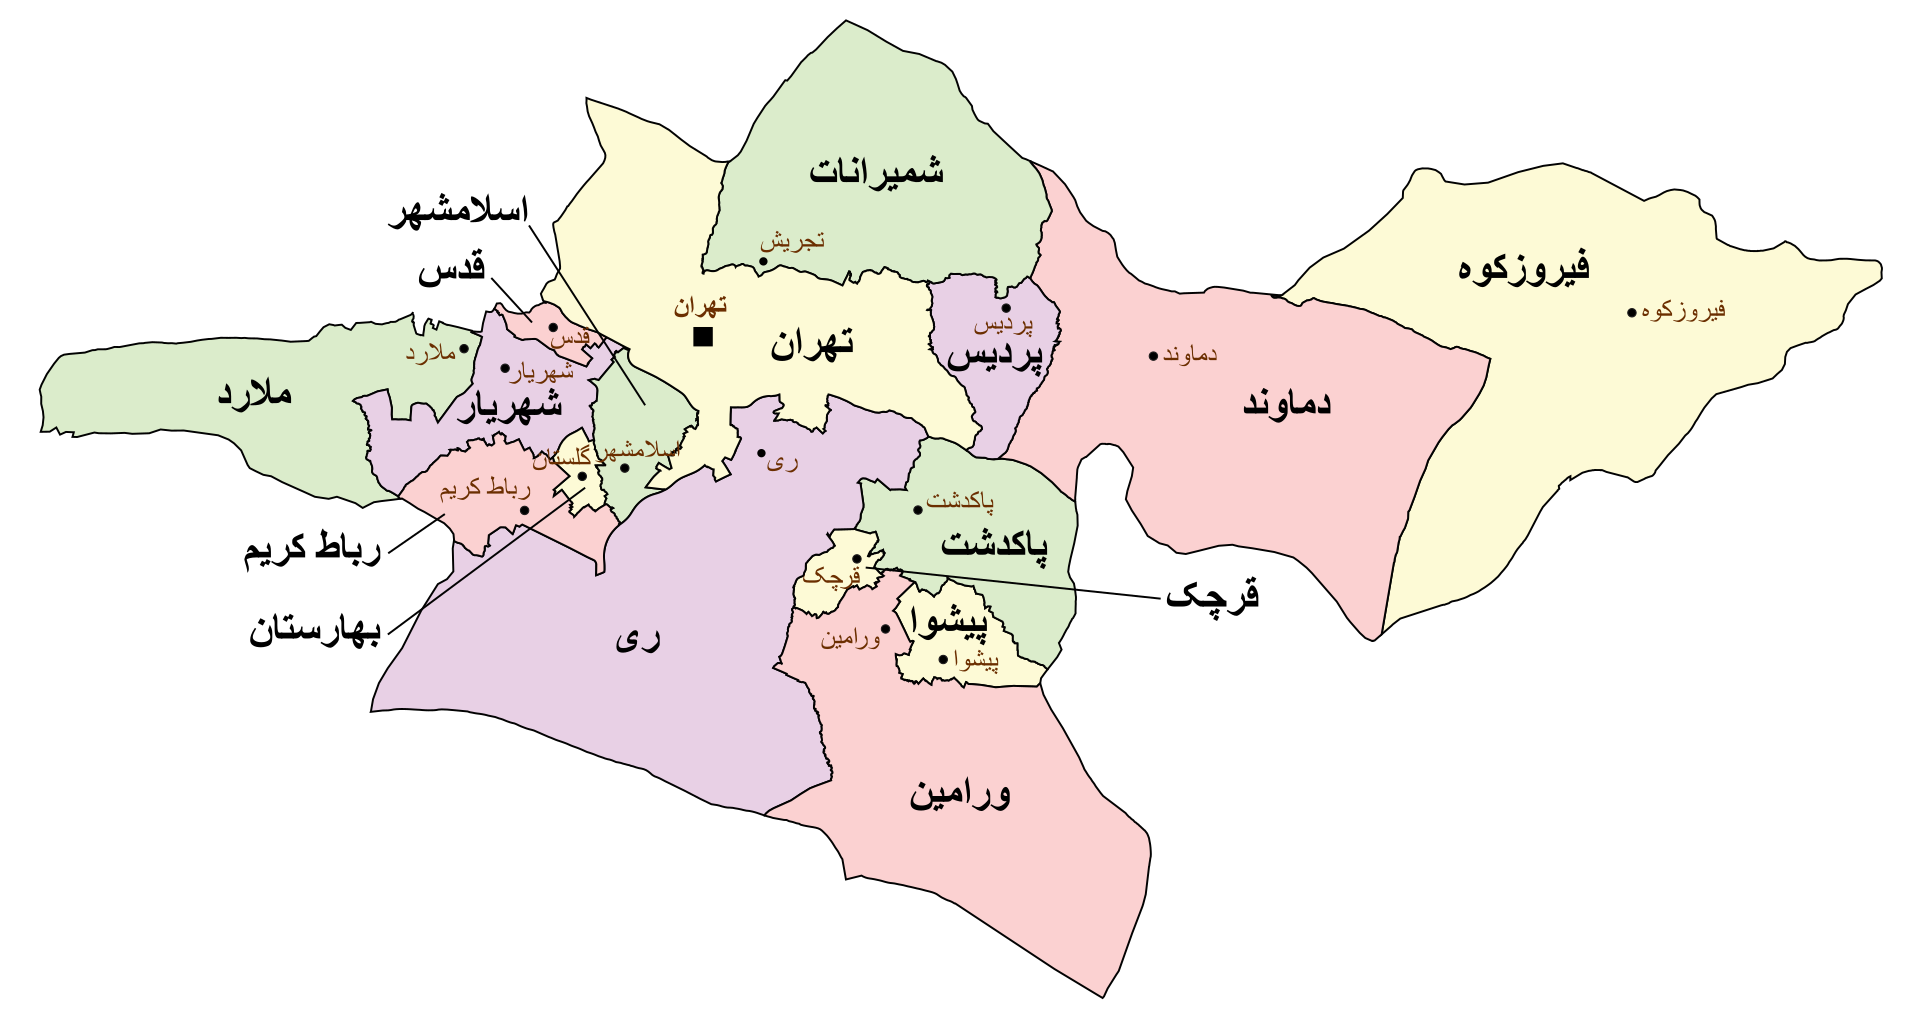 شمیرانات
تجریش
اسلامشهر
قدس
قدس
فیروزکوه
فیروزکوه
تهران
تهران
پردیس
پردیس
دماوند
دماوند
ملارد
ملارد
شهریار
شهریار
اسلامشهر
گلستان
ری
رباط کریم
رباط کریم
پاکدشت
پاکدشت
قرچک
قرچک
بهارستان
ری
پیشوا
پیشوا
ورامین
ورامین